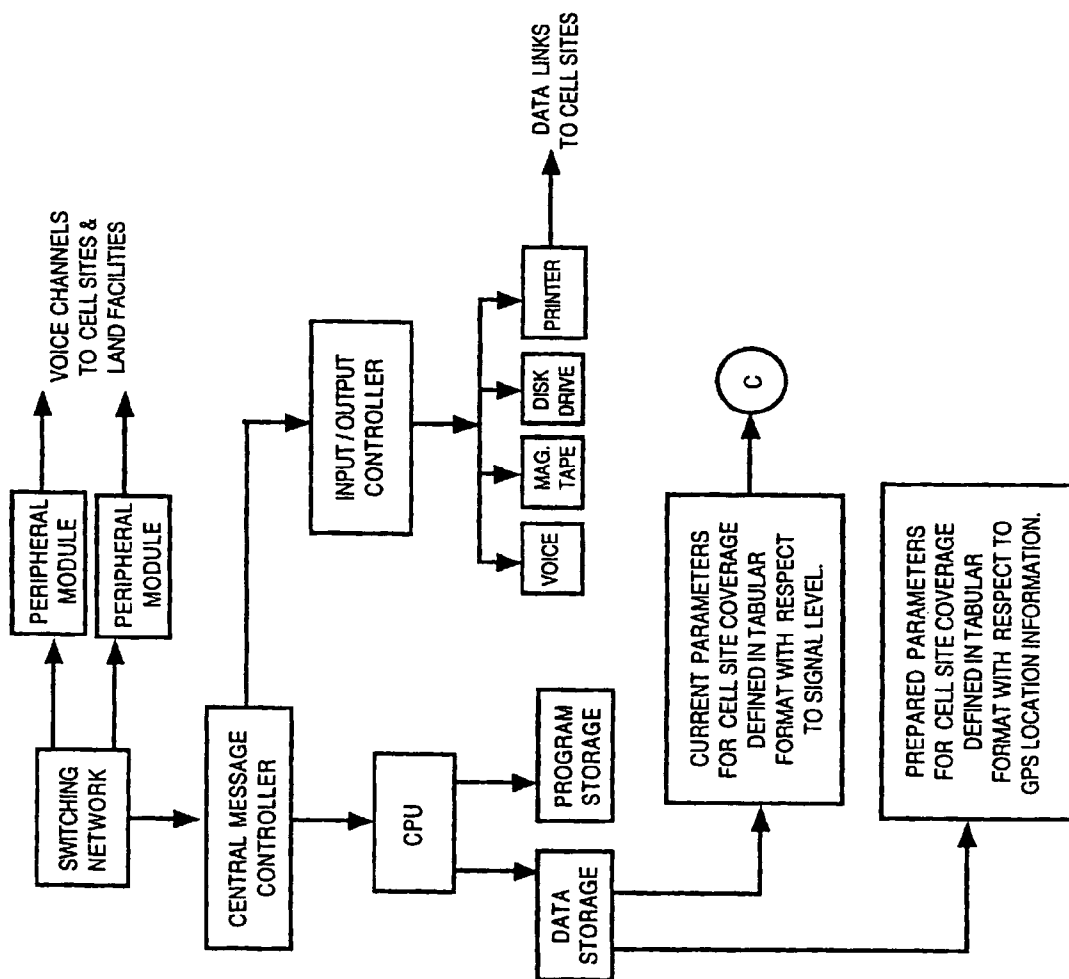 SWITCHING
NETWORK
PERIPHERAL
MODULE
PERIPHERAL
MODULE
VOICE CHANNELS
TO CELL SITES &
LAND FACILITIES
CENTRAL MESSAGE
CONTROLLER
INPUT / OUTPUT
CONTROLLER
CPU
VOICE
MAG.
TAPE
DISK
DRIVE
PRINTER
DATA LINKS
TO CELL SITES
DATA
STORAGE
PROGRAM
STORAGE
CURRENT PARAMETERS
FOR CELL SITE COVERAGE
DEFINED IN TABULAR
FORMAT WITH RESPECT
TO SIGNAL LEVEL.
C
PREPARED PARAMETERS
FOR CELL SITE COVERAGE
DEFINED IN TABULAR
FORMAT WITH RESPECT TO
GPS LOCATION INFORMATION.